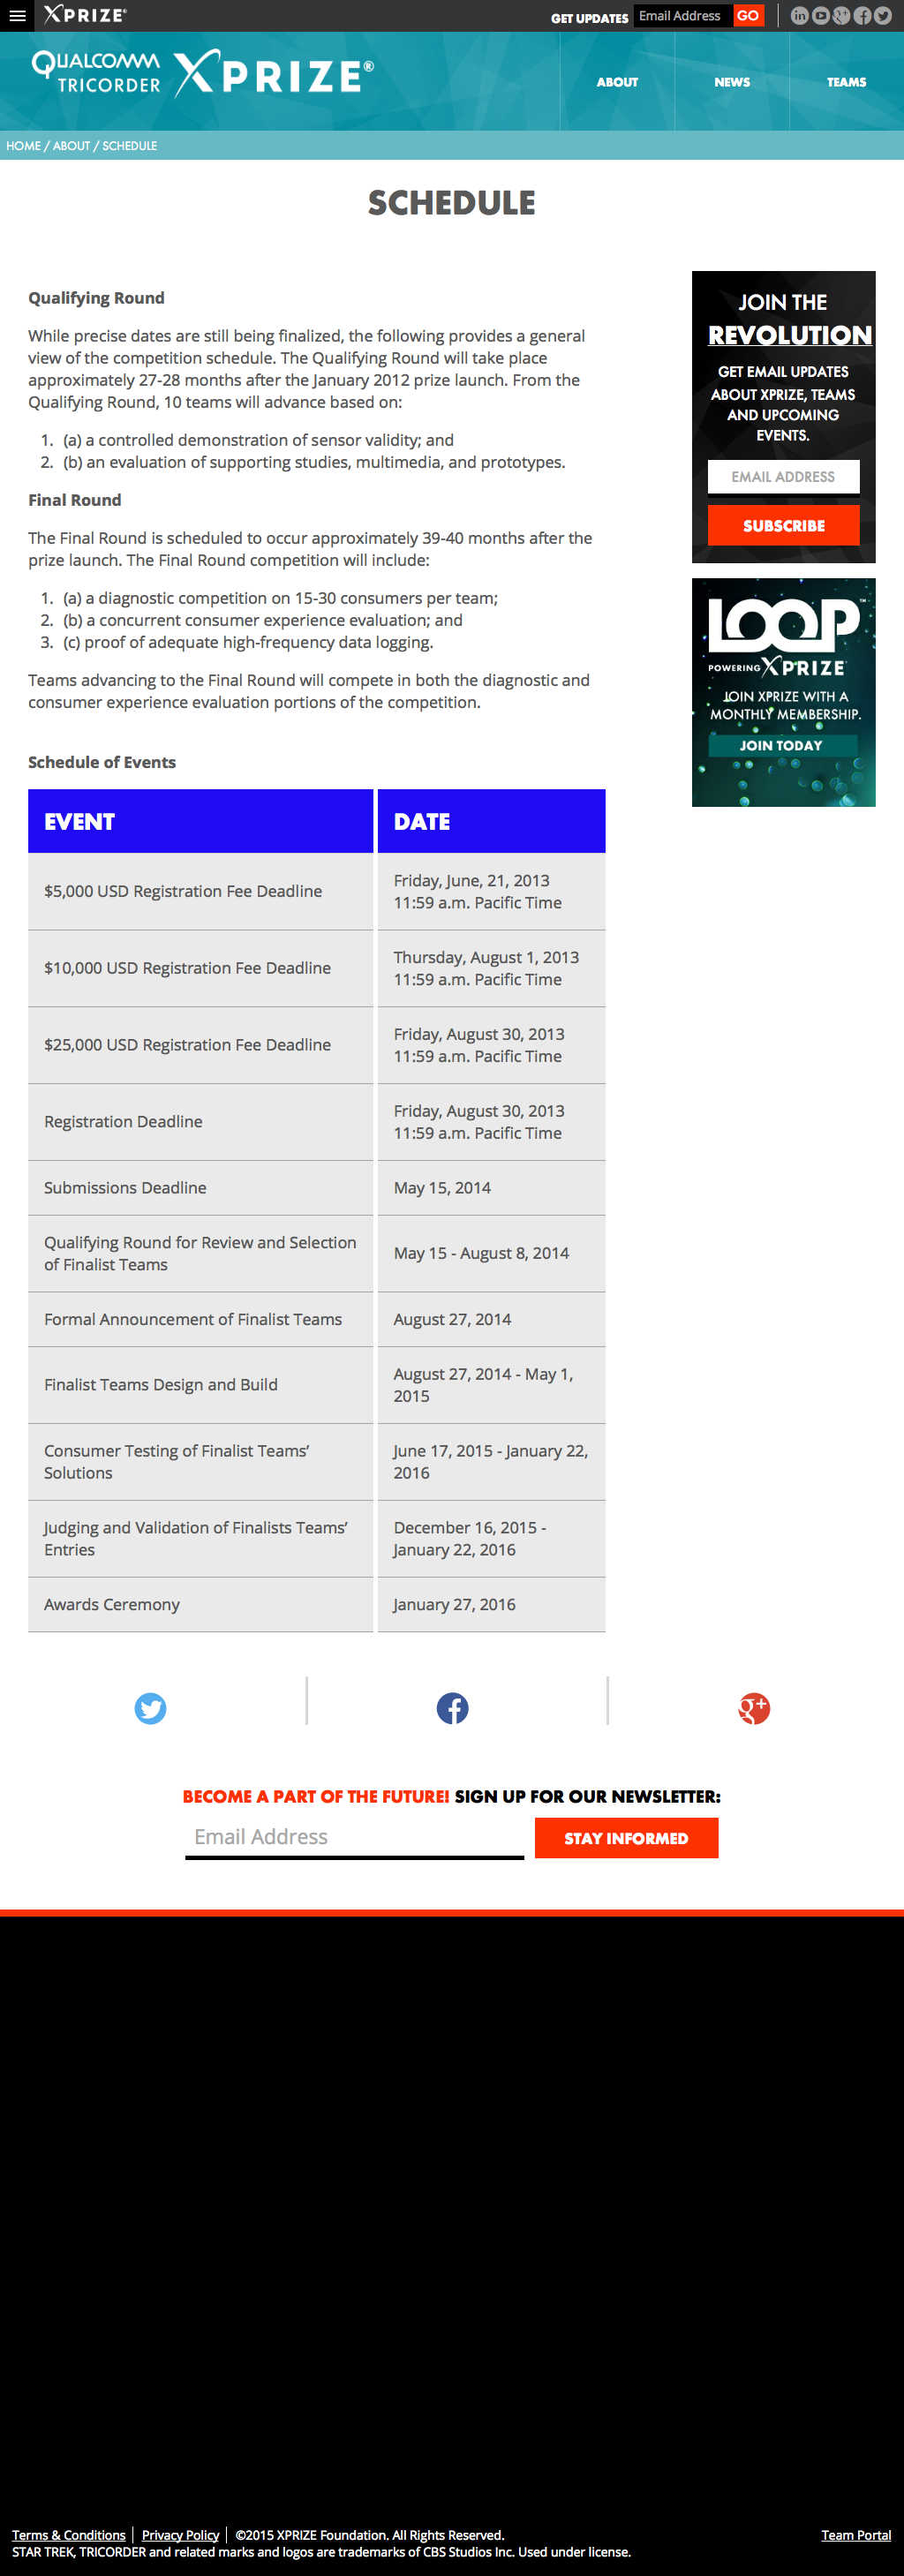 XPRIZE®
GET UPDATES
Email Address
GO
QUALCOMM
TRICORDER
XPRIZE®
ABOUT
NEWS
TEAMS
HOME / ABOUT / SCHEDULE
SCHEDULE
Qualifying Round
While precise dates are still being finalized, the following provides a general
view of the competition schedule. The Qualifying Round will take place
approximately 27-28 months after the January 2012 prize launch. From the
Qualifying Round, 10 teams will advance based on:
1. (a) a controlled demonstration of sensor validity; and
2. (b) an evaluation of supporting studies, multimedia, and prototypes.
Final Round
The Final Round is scheduled to occur approximately 39-40 months after the
prize launch. The Final Round competition will include:
1. (a) a diagnostic competition on 15-30 consumers per team;
2. (b) a concurrent consumer experience evaluation; and
3. (c) proof of adequate high-frequency data logging.
Teams advancing to the Final Round will compete in both the diagnostic and
consumer experience evaluation portions of the competition.
JOIN THE
REVOLUTION
GET EMAIL UPDATES
ABOUT XPRIZE, TEAMS
AND UPCOMING
EVENTS.
EMAIL ADDRESS
SUBSCRIBE
LOOP™
POWERING XPRIZE
JOIN XPRIZE WITH A
MONTHLY MEMBERSHIP.
JOIN TODAY
Schedule of Events
EVENT
DATE
$5,000 USD Registration Fee Deadline
Friday, June, 21, 2013
11:59 a.m. Pacific Time
$10,000 USD Registration Fee Deadline
Thursday, August 1, 2013
11:59 a.m. Pacific Time
$25,000 USD Registration Fee Deadline
Friday, August 30, 2013
11:59 a.m. Pacific Time
Registration Deadline
Friday, August 30, 2013
11:59 a.m. Pacific Time
Submissions Deadline
May 15, 2014
Qualifying Round for Review and Selection
of Finalist Teams
May 15 - August 8, 2014
Formal Announcement of Finalist Teams
August 27, 2014
Finalist Teams Design and Build
August 27, 2014 - May 1,
2015
Consumer Testing of Finalist Teams’
Solutions
June 17, 2015 - January 22,
2016
Judging and Validation of Finalists Teams’
Entries
December 16, 2015 -
January 22, 2016
Awards Ceremony
January 27, 2016
BECOME A PART OF THE FUTURE! SIGN UP FOR OUR NEWSLETTER:
Email Address
STAY INFORMED
Terms & Conditions
Privacy Policy
©2015 XPRIZE Foundation. All Rights Reserved.
Team Portal
STAR TREK, TRICORDER and related marks and logos are trademarks of CBS Studios Inc. Used under license.